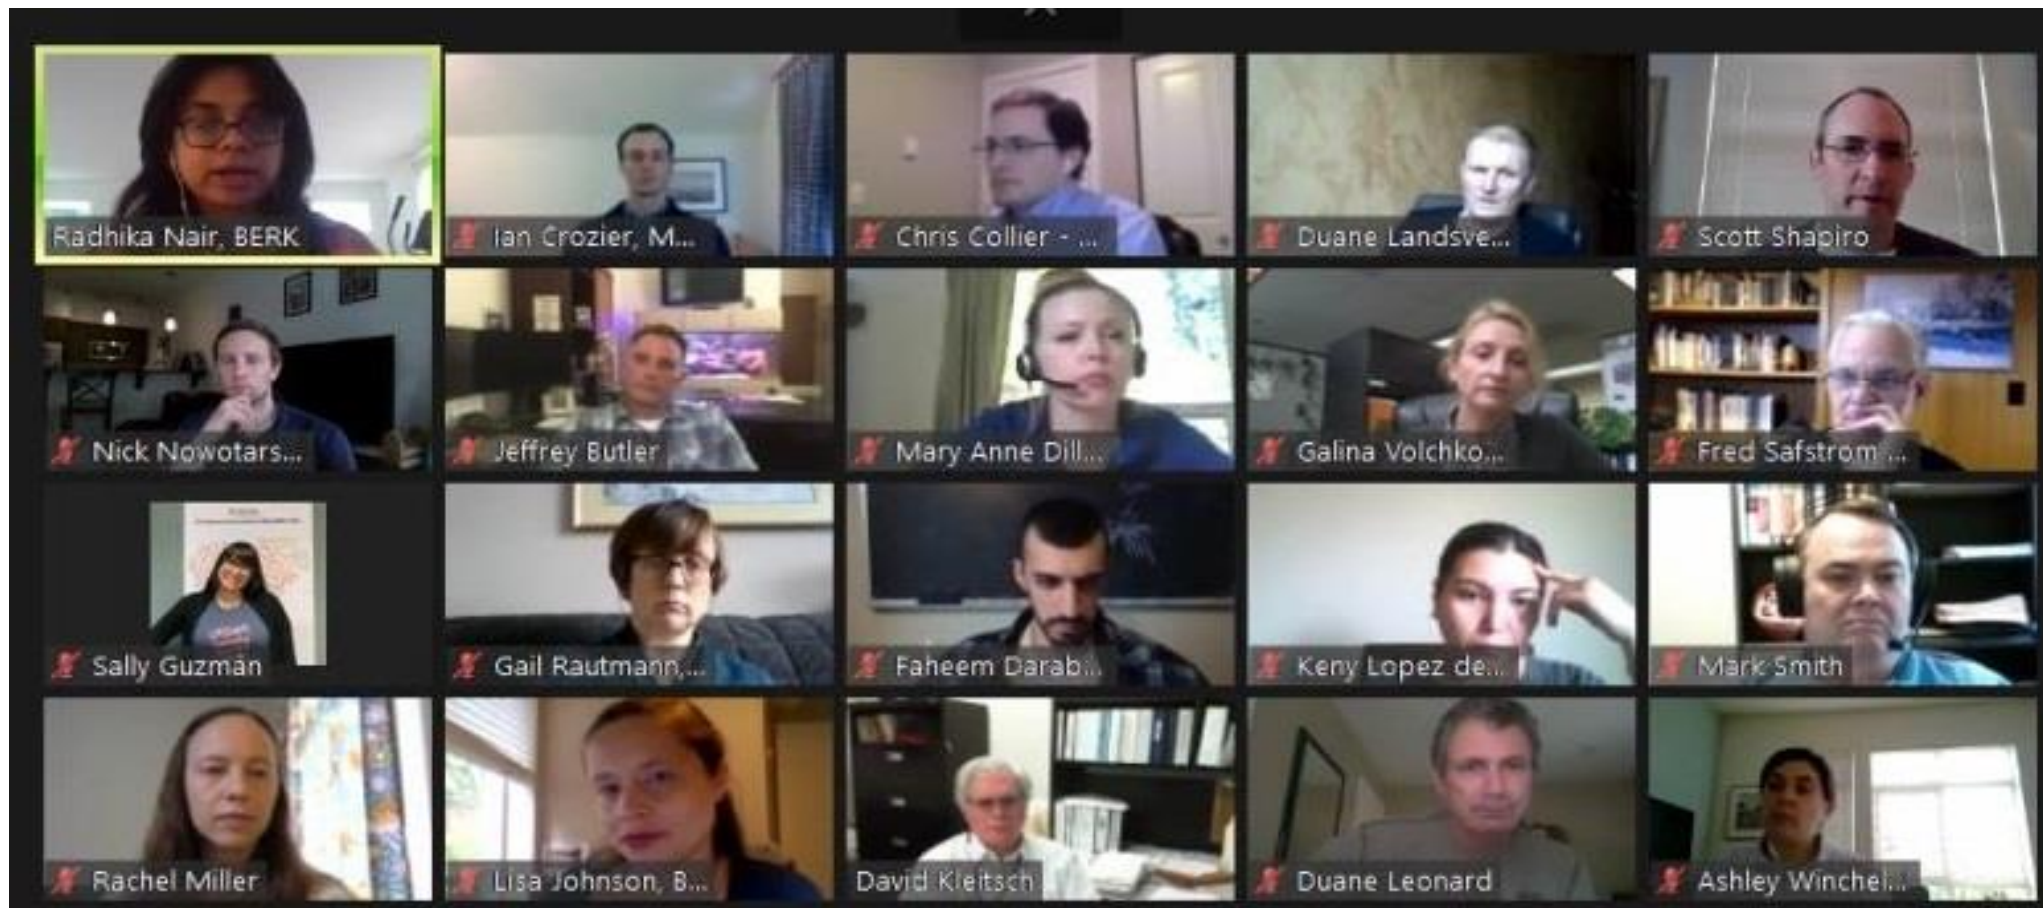 Radhika Nair, BERK
Ian Crozier, M...
Chris Collier - ...
Duane Landsve...
Scott Shapiro
Nick Nowotars...
Jeffrey Butler
Mary Anne Dill...
Galina Volchko...
Fred Safstrom ...
Sally Guzmán
Gail Rautmann,...
Faheem Darab...
Keny Lopez de...
Mark Smith
Rachel Miller
Lisa Johnson, B...
David Kleitsch
Duane Leonard
Ashley Winchel...